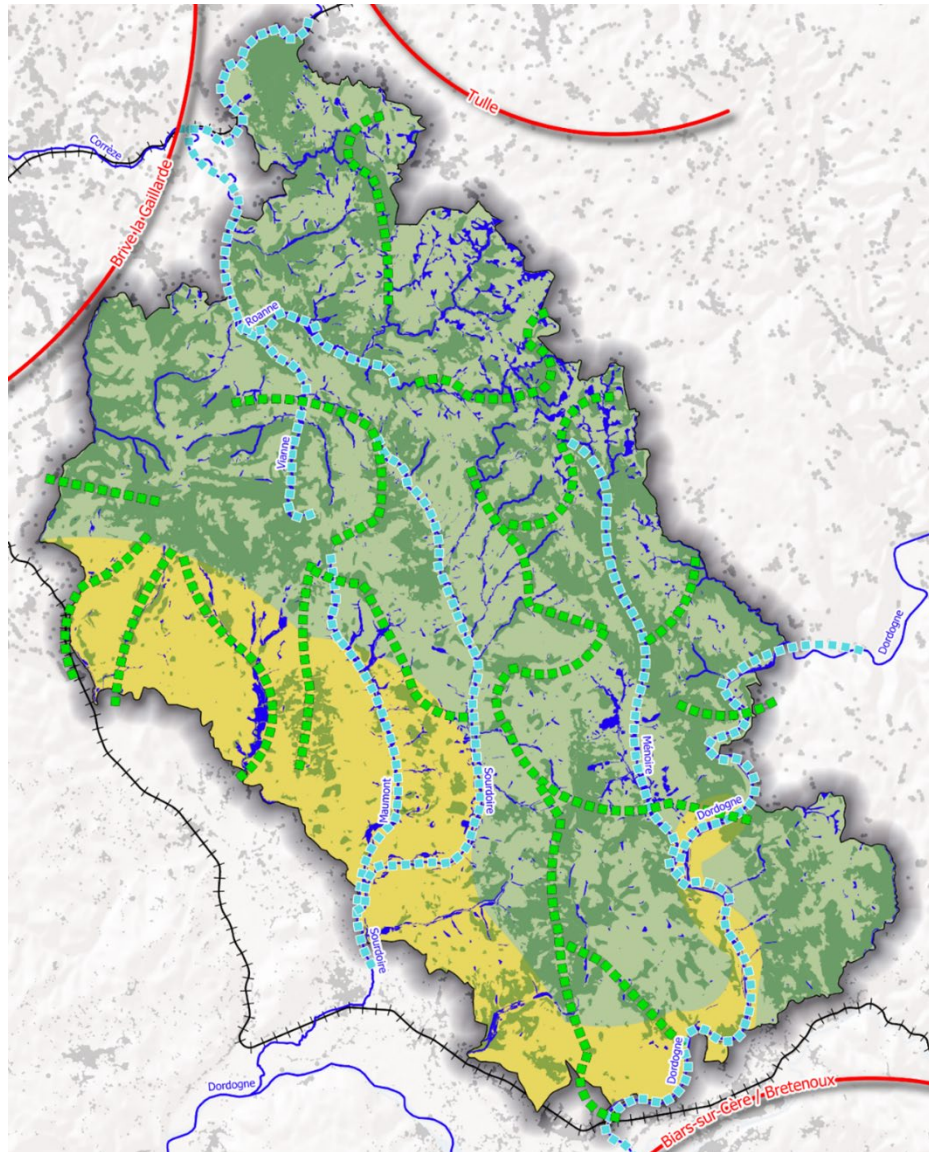 Tulle
Corrèze
Brive-la-Gaillarde
Roanne
Vianne
Dordogne
Ménoire
Maumont
Sourdoire
Dordogne
Sourdoire
Dordogne
Dordogne
Biars-sur-Cère / Bretenoux